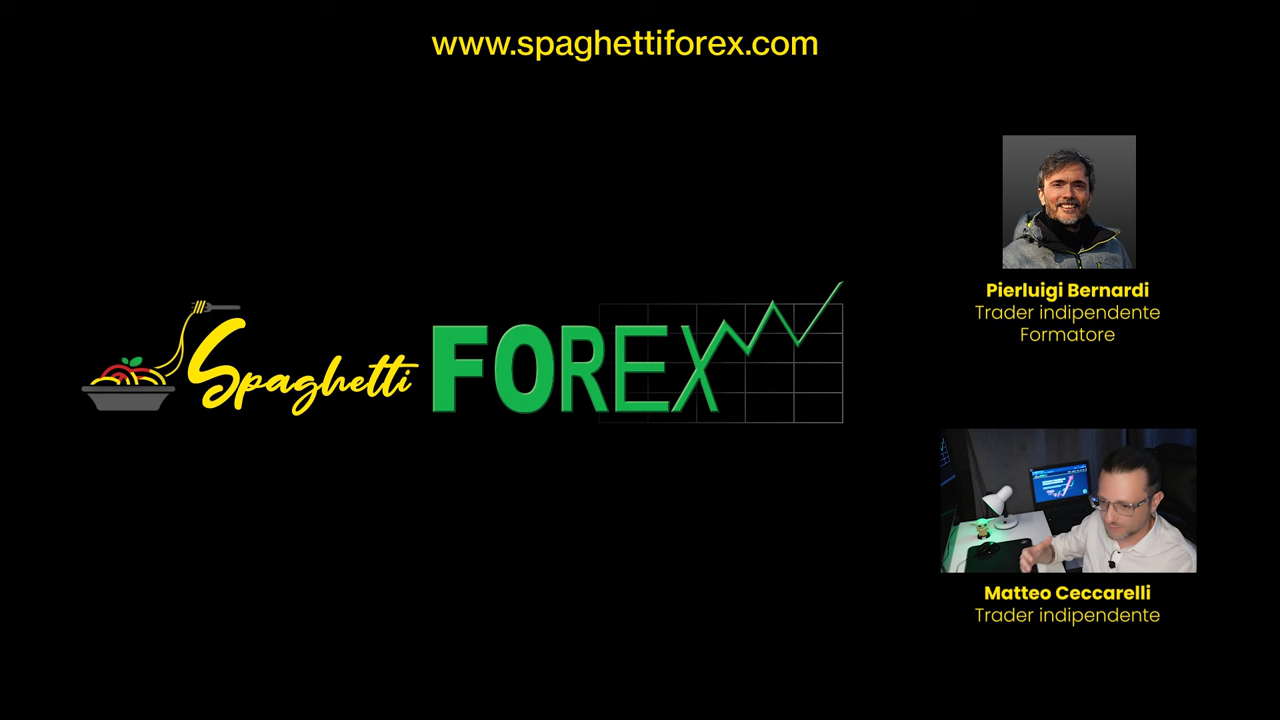 www.spaghettiforex.com
Spaghetti FOREX
Pierluigi Bernardi
Trader indipendente
Formatore
Matteo Ceccarelli
Trader indipendente